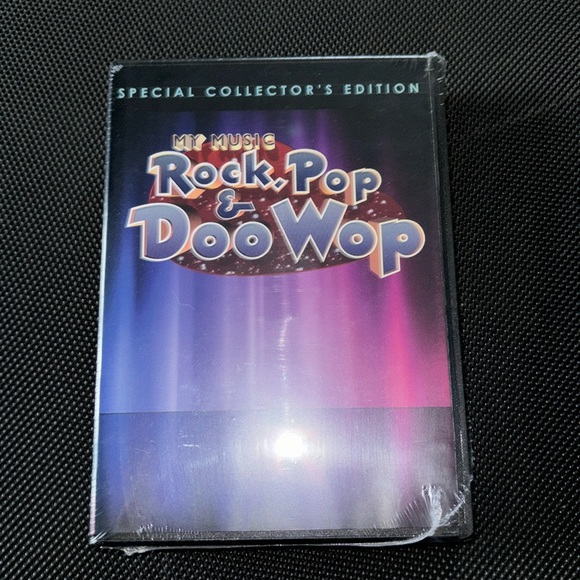 SPECIAL COLLECTOR'S EDITION
MY MUSIC
Rock, Pop
&
Doo Wop